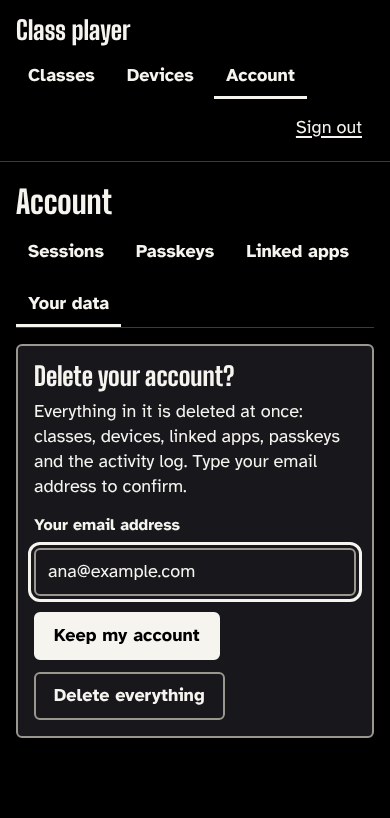 Class player
Classes Devices Account
Sign out
Account
Sessions Passkeys Linked apps
Your data
Delete your account?
Everything in it is deleted at once:
classes, devices, linked apps, passkeys
and the activity log. Type your email
address to confirm.
Your email address
ana@example.com
Keep my account
Delete everything